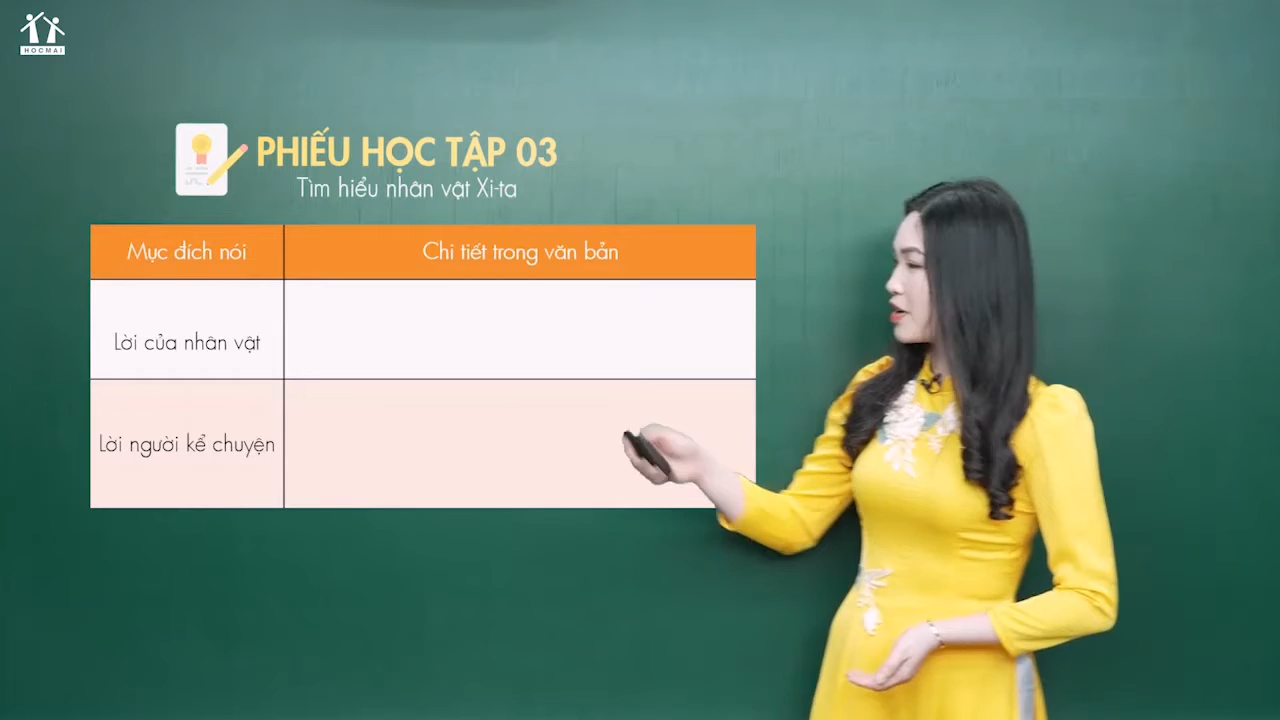 HOCMAI
PHIẾU HỌC TẬP 03
Tìm hiểu nhân vật Xi-ta
Mục đích nói
Chi tiết trong văn bản
Lời của nhân vật
Lời người kể chuyện